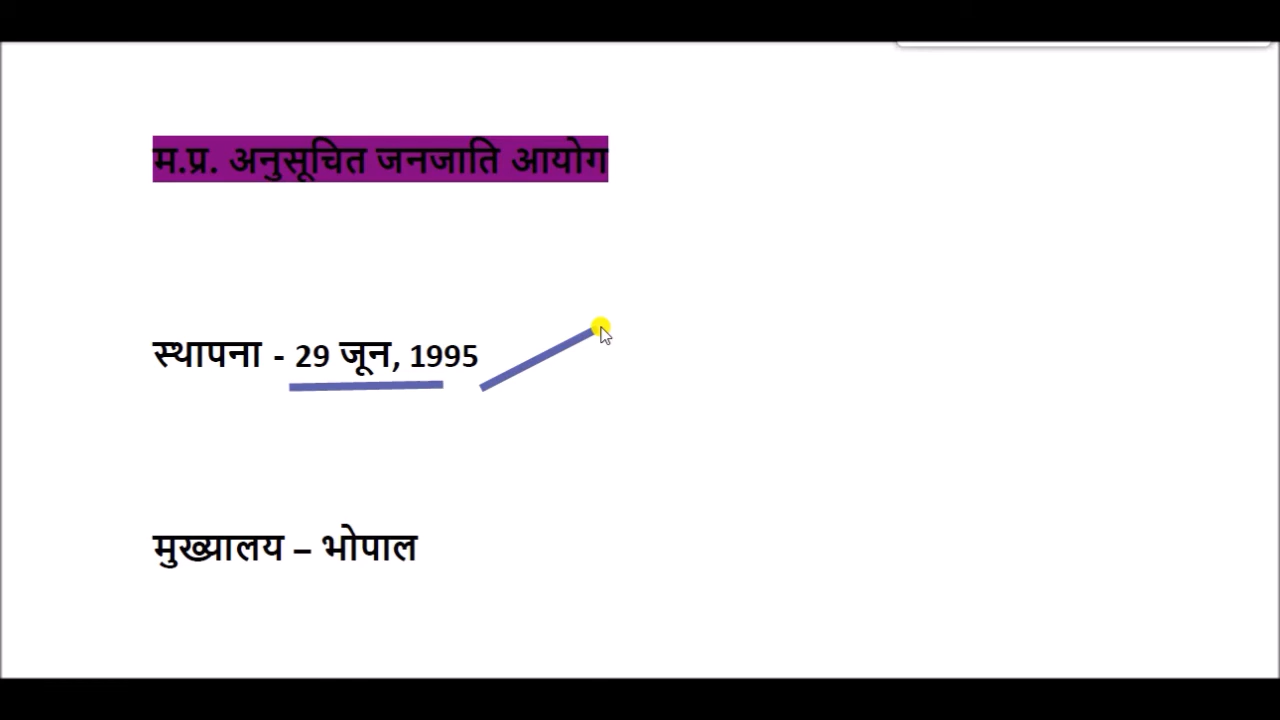 म.प्र. अनुसूचित जनजाति आयोग
स्थापना - 29 जून, 1995
मुख्यालय – भोपाल